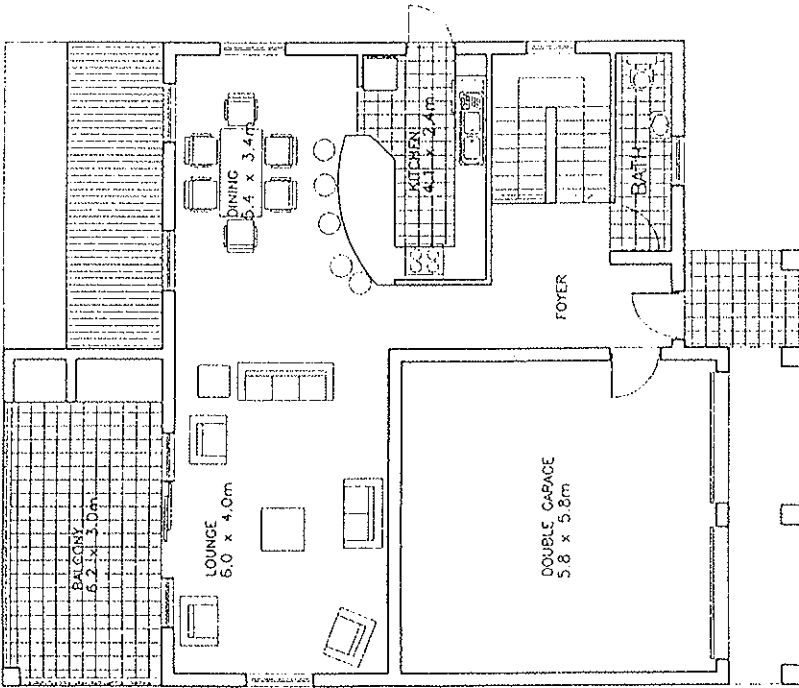 DINING
5.4 x 3.4m
KITCHEN
4.1 x 2.4m
BATH
FOYER
BALCONY
6.2 x 3.0m
LOUNGE
6.0 x 4.0m
DOUBLE GARAGE
5.8 x 5.8m